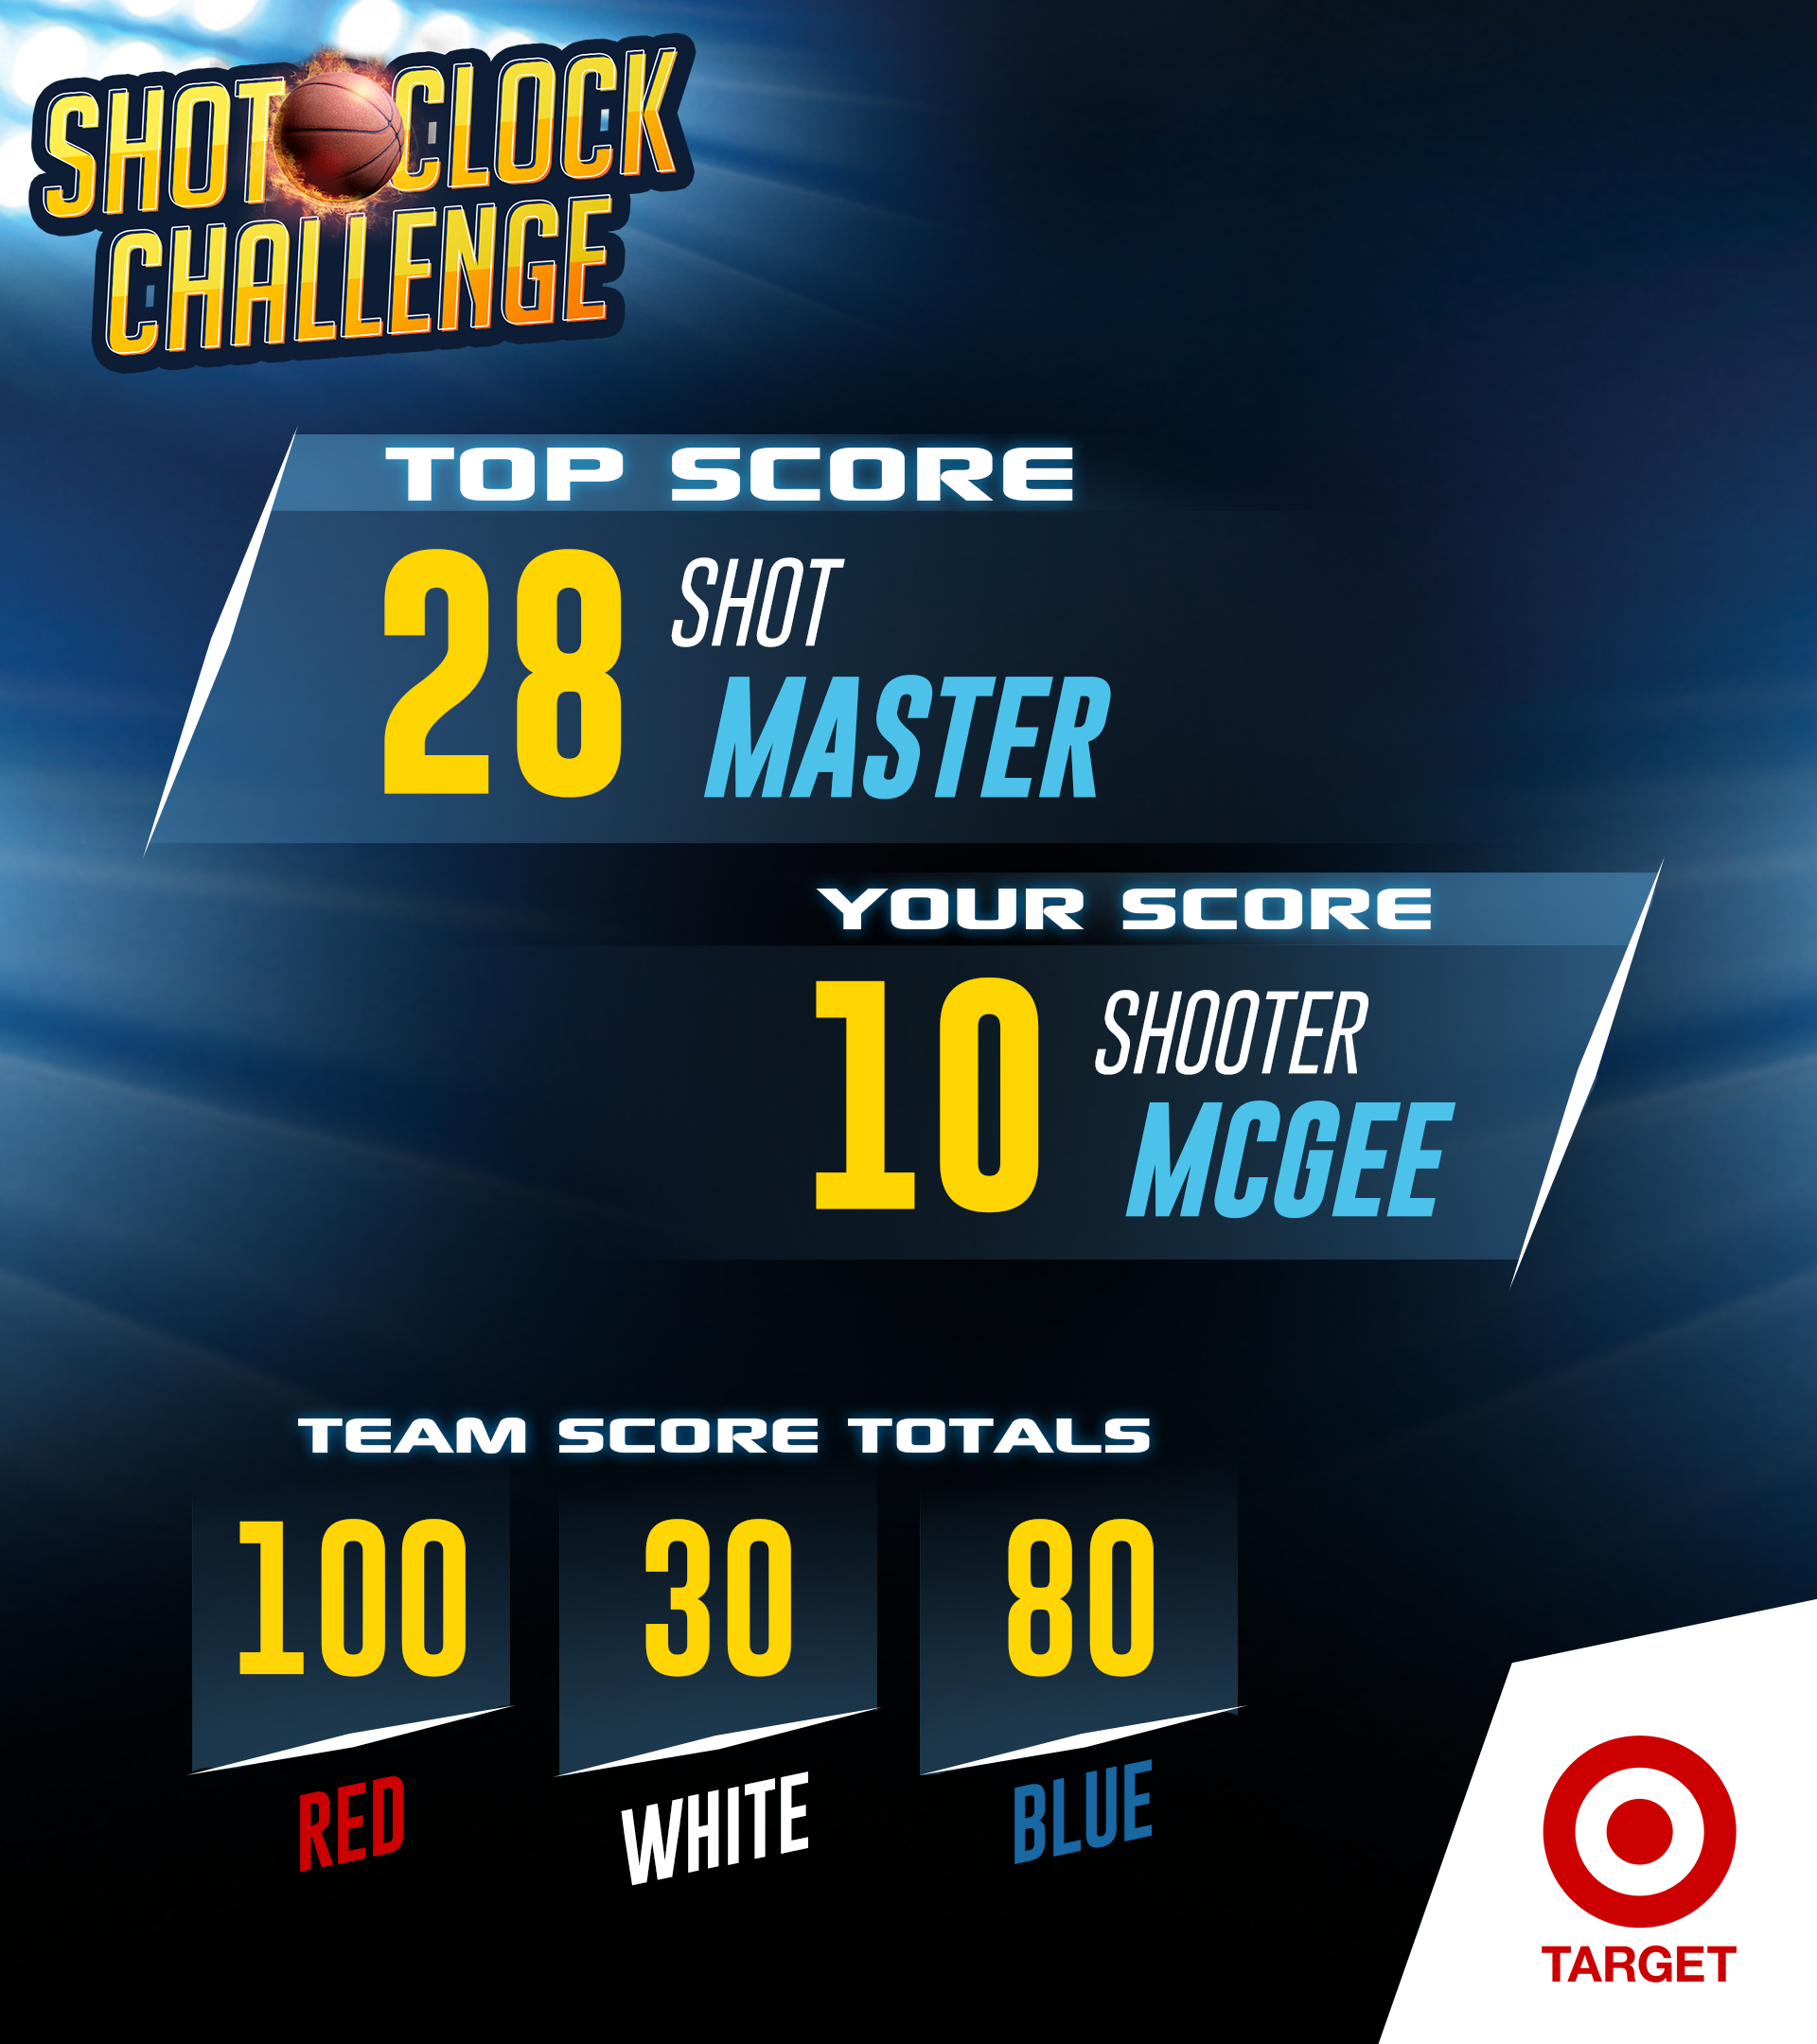 SHOT CLOCK
CHALLENGE
TOP SCORE
28
SHOT
MASTER
YOUR SCORE
10
SHOOTER
MCGEE
TEAM SCORE TOTALS
100 30 80
RED WHITE BLUE
TARGET